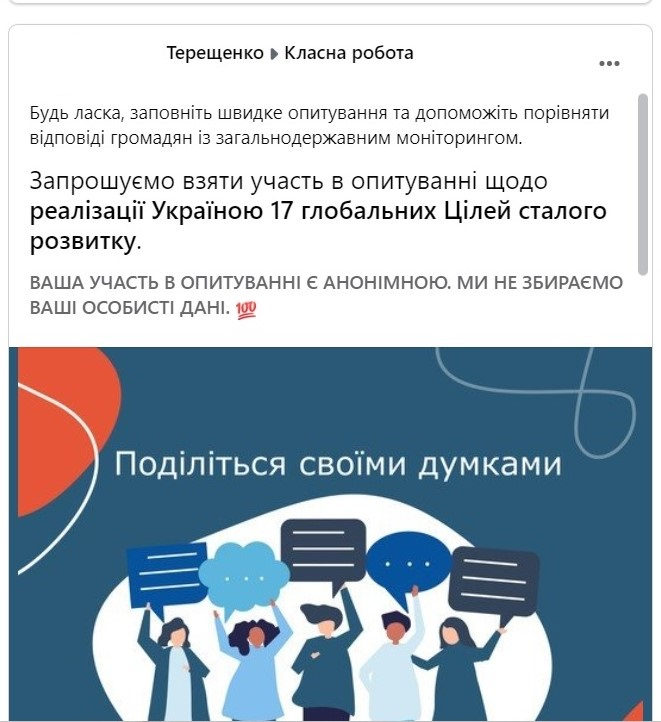 Терещенко ▸ Класна робота
Будь ласка, заповніть швидке опитування та допоможіть порівняти
відповіді громадян із загальнодержавним моніторингом.
Запрошуємо взяти участь в опитуванні щодо
реалізації Україною 17 глобальних Цілей сталого
розвитку.
ВАША УЧАСТЬ В ОПИТУВАННІ Є АНОНІМНОЮ. МИ НЕ ЗБИРАЄМО
ВАШІ ОСОБИСТІ ДАНІ. 💯
Поділіться своїми думками